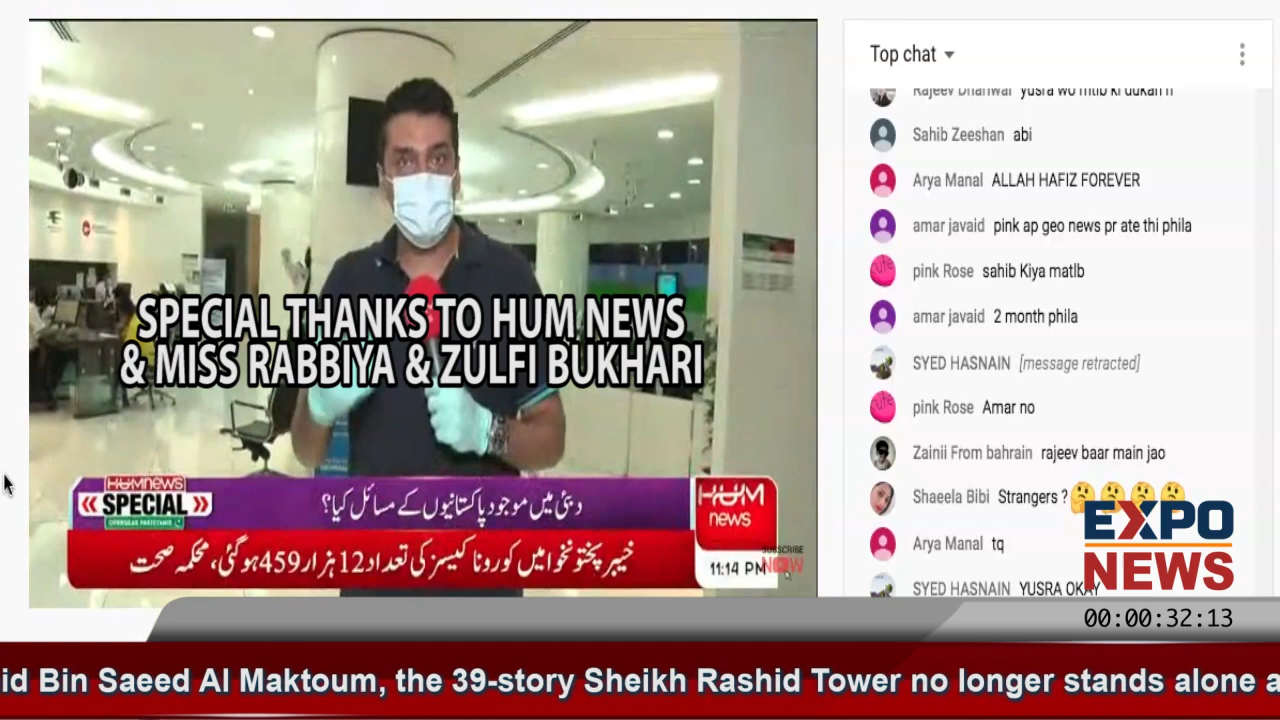 SPECIAL THANKS TO HUM NEWS
& MISS RABBIYA & ZULFI BUKHARI
HUMNEWS
SPECIAL
OVERSEAS PAKISTANIS
دبئی میں موجود پاکستانیوں کے مسائل کیا؟
خیبر پختونخوا میں کورونا کیسز کی تعداد 12 ہزار 459 ہوگئی، محکمہ صحت
HUM
news
11:14 PM
SUBSCRIBE
NOW
Top chat
Rajeev Dhariwal yusra wo mtlb ki dukan h
Sahib Zeeshan abi
Arya Manal ALLAH HAFIZ FOREVER
amar javaid pink ap geo news pr ate thi phila
pink Rose sahib Kiya matlb
amar javaid 2 month phila
SYED HASNAIN [message retracted]
pink Rose Amar no
Zainii From bahrain rajeev baar main jao
Shaeela Bibi Strangers ? 🤔🤔🤔🤔
Arya Manal tq
SYED HASNAIN YUSRA OKAY
EXPO
NEWS
00:00:32:13
id Bin Saeed Al Maktoum, the 39-story Sheikh Rashid Tower no longer stands alone a